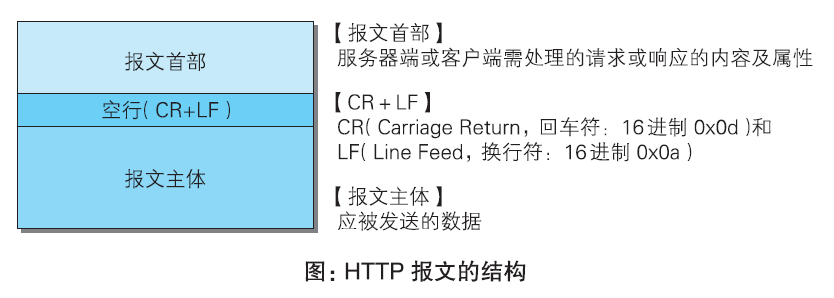 报文首部
空行( CR+LF )
报文主体
【报文首部】
服务器端或客户端需处理的请求或响应的内容及属性
【CR + LF】
CR( Carriage Return，回车符：16进制 0x0d )和
LF( Line Feed，换行符：16进制 0x0a )
【报文主体】
应被发送的数据
图：HTTP 报文的结构